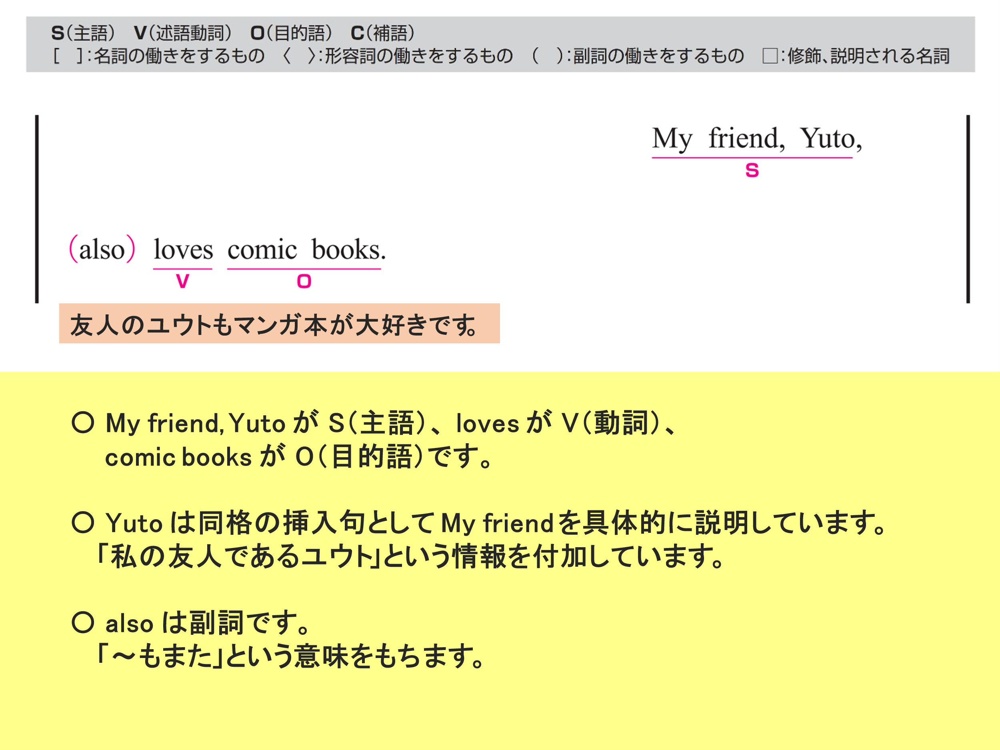 S（主語）　V（述語動詞）　O（目的語）　C（補語）
［　］：名詞の働きをするもの　〈　〉：形容詞の働きをするもの　（　）：副詞の働きをするもの　□：修飾、説明される名詞
My friend, Yuto,
S
（also） loves comic books.
V O
友人のユウトもマンガ本が大好きです。
○ My friend, Yuto が S（主語）、loves が V（動詞）、
comic books が O（目的語）です。
○ Yuto は同格の挿入句として My friend を具体的に説明しています。
「私の友人であるユウト」という情報を付加しています。
○ also は副詞です。
「～もまた」という意味をもちます。